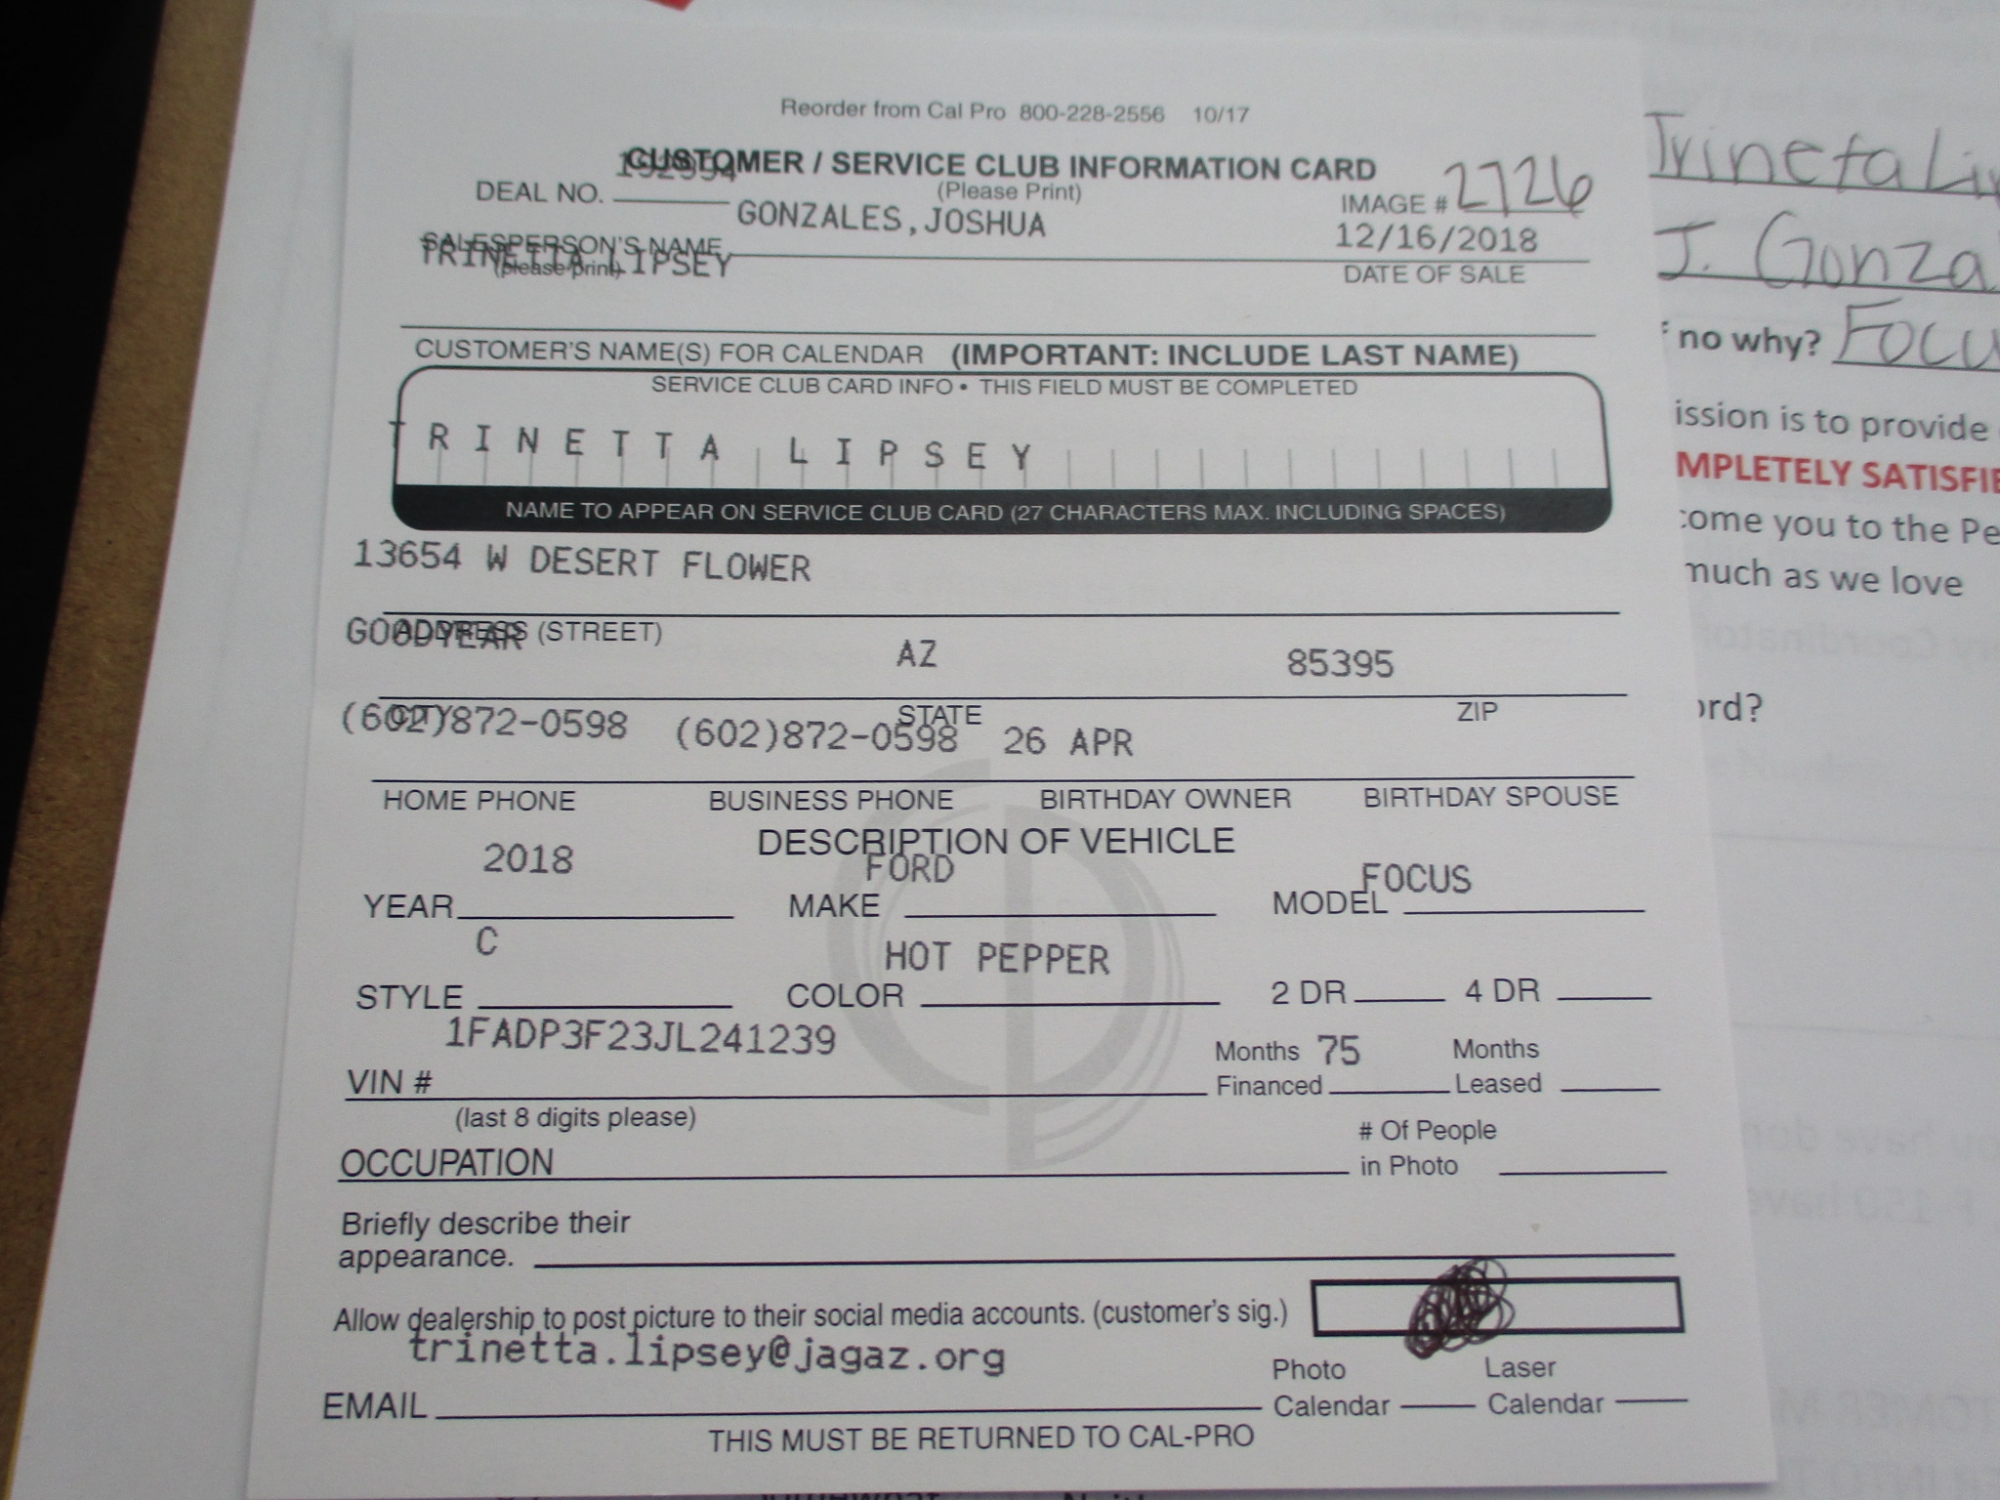 Reorder from Cal Pro 800-228-2556 10/17
CUSTOMER / SERVICE CLUB INFORMATION CARD
(Please Print)
DEAL NO.
IMAGE # 2726
GONZALES,JOSHUA
12/16/2018
SALESPERSON'S NAME
(please print)
TRINETTA LIPSEY
DATE OF SALE
CUSTOMER'S NAME(S) FOR CALENDAR (IMPORTANT: INCLUDE LAST NAME)
SERVICE CLUB CARD INFO • THIS FIELD MUST BE COMPLETED
TRINETTA LIPSEY
NAME TO APPEAR ON SERVICE CLUB CARD (27 CHARACTERS MAX. INCLUDING SPACES)
13654 W DESERT FLOWER
ADDRESS (STREET)
GOODYEAR AZ 85395
CITY STATE ZIP
(602)872-0598 (602)872-0598 26 APR
HOME PHONE BUSINESS PHONE BIRTHDAY OWNER BIRTHDAY SPOUSE
DESCRIPTION OF VEHICLE
2018 FORD FOCUS
YEAR MAKE MODEL
C HOT PEPPER
STYLE COLOR 2 DR 4 DR
1FADP3F23JL241239
VIN #
(last 8 digits please)
Months 75 Months
Financed Leased
OCCUPATION
# Of People
in Photo
Briefly describe their
appearance.
Allow dealership to post picture to their social media accounts. (customer's sig.)
trinetta.lipsey@jagaz.org
EMAIL
Photo Laser
Calendar Calendar
THIS MUST BE RETURNED TO CAL-PRO
Trineta Li
J. Gonza
no why? Focu
ission is to provide
MPLETELY SATISFIE
come you to the Pe
much as we love
ord?